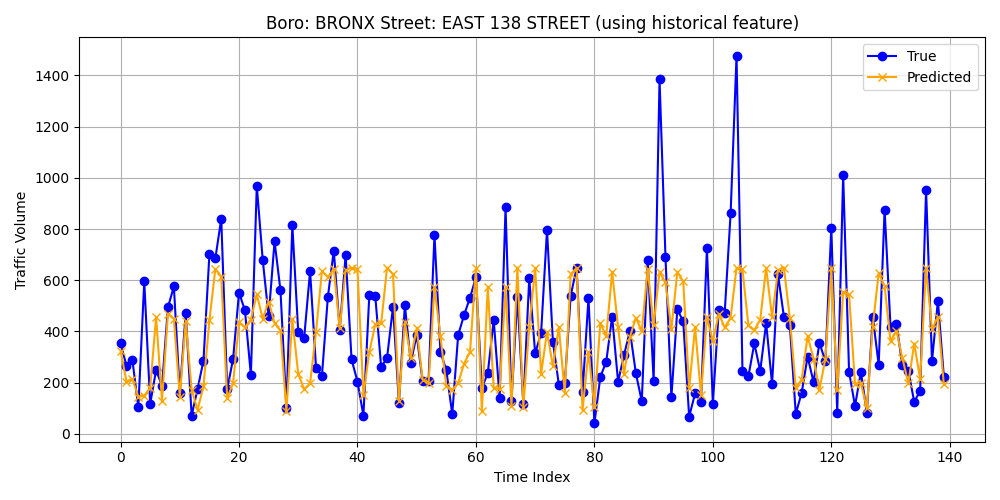 Boro: BRONX Street: EAST 138 STREET (using historical feature)
True
Predicted
Traffic Volume
1400
1200
1000
800
600
400
200
0
0 20 40 60 80 100 120 140
Time Index